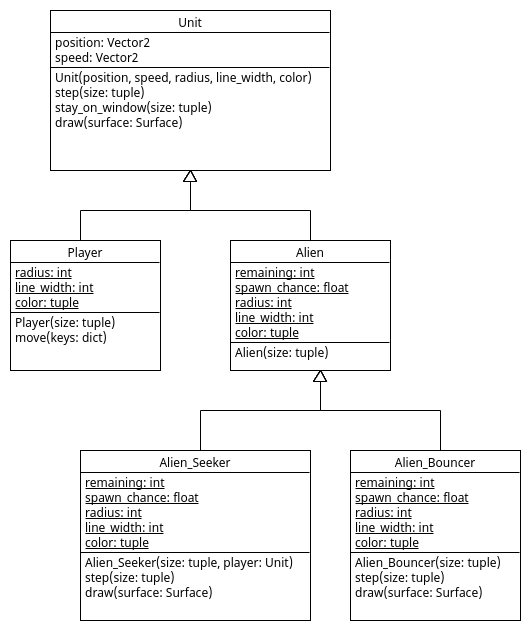 Unit
position: Vector2
speed: Vector2
Unit(position, speed, radius, line_width, color)
step(size: tuple)
stay_on_window(size: tuple)
draw(surface: Surface)
Player
radius: int
line_width: int
color: tuple
Player(size: tuple)
move(keys: dict)
Alien
remaining: int
spawn_chance: float
radius: int
line_width: int
color: tuple
Alien(size: tuple)
Alien_Seeker
remaining: int
spawn_chance: float
radius: int
line_width: int
color: tuple
Alien_Seeker(size: tuple, player: Unit)
step(size: tuple)
draw(surface: Surface)
Alien_Bouncer
remaining: int
spawn_chance: float
radius: int
line_width: int
color: tuple
Alien_Bouncer(size: tuple)
step(size: tuple)
draw(surface: Surface)